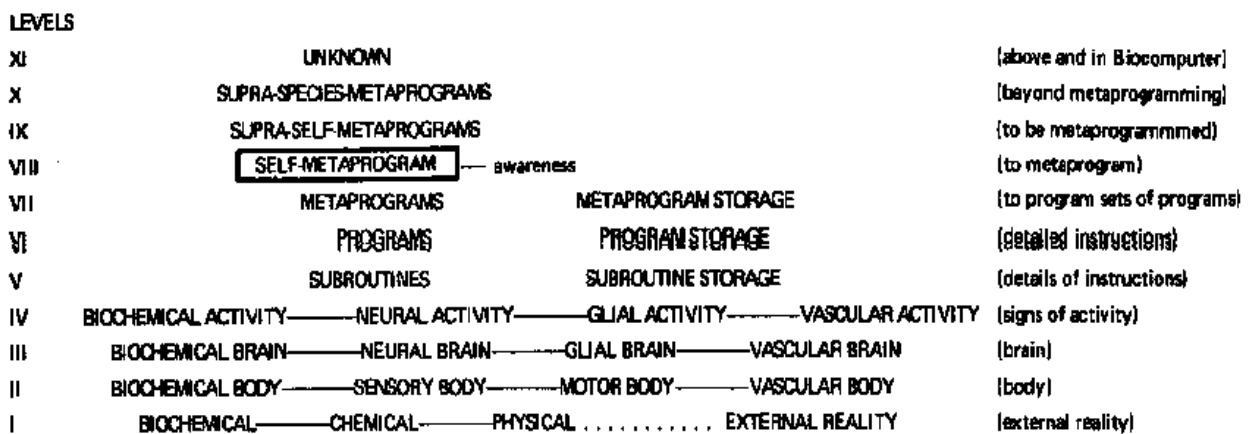 LEVELS
XI UNKNOWN (above and in Biocomputer)
X SUPRA-SPECIES-METAPROGRAMS (beyond metaprogramming)
IX SUPRA-SELF-METAPROGRAMS (to be metaprogrammmed)
VIII SELF-METAPROGRAM — awareness (to metaprogram)
VII METAPROGRAMS METAPROGRAM STORAGE (to program sets of programs)
VI PROGRAMS PROGRAM STORAGE (detailed instructions)
V SUBROUTINES SUBROUTINE STORAGE (details of instructions)
IV BIOCHEMICAL ACTIVITY——NEURAL ACTIVITY——GLIAL ACTIVITY——VASCULAR ACTIVITY (signs of activity)
III BIOCHEMICAL BRAIN——NEURAL BRAIN——GLIAL BRAIN——VASCULAR BRAIN (brain)
II BIOCHEMICAL BODY——SENSORY BODY——MOTOR BODY——VASCULAR BODY (body)
I BIOCHEMICAL——CHEMICAL——PHYSICAL ........... EXTERNAL REALITY (external reality)